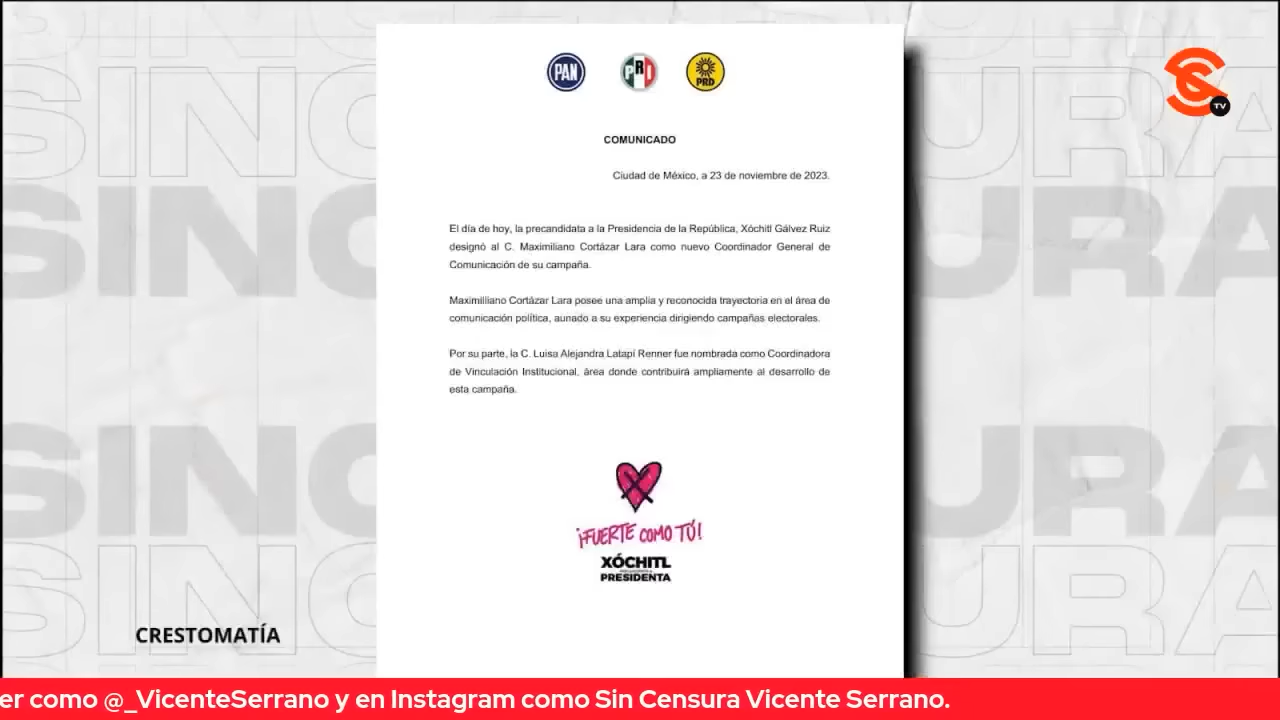 PAN
PRI
PRD
TV
COMUNICADO
Ciudad de México, a 23 de noviembre de 2023.
El día de hoy, la precandidata a la Presidencia de la República, Xóchitl Gálvez Ruiz
designó al C. Maximiliano Cortázar Lara como nuevo Coordinador General de
Comunicación de su campaña.
Maximilliano Cortázar Lara posee una amplia y reconocida trayectoria en el área de
comunicación política, aunado a su experiencia dirigiendo campañas electorales.
Por su parte, la C. Luisa Alejandra Latapí Renner fue nombrada como Coordinadora
de Vinculación Institucional, área donde contribuirá ampliamente al desarrollo de
esta campaña.
¡FUERTE COMO TÚ!
XÓCHITL
PRESIDENTA
CRESTOMATÍA
er como @_VicenteSerrano y en Instagram como Sin Censura Vicente Serrano.